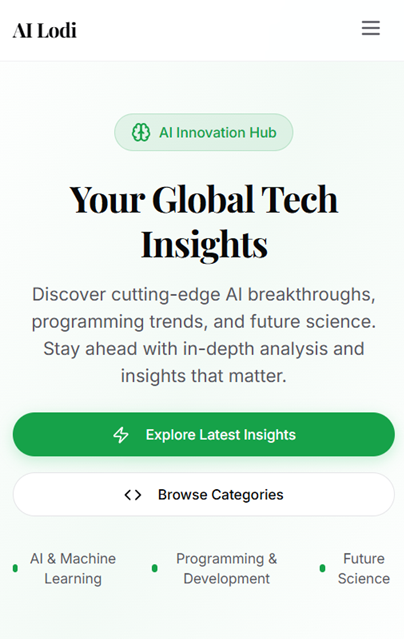 AI Lodi
AI Innovation Hub
Your Global Tech
Insights
Discover cutting-edge AI breakthroughs,
programming trends, and future science.
Stay ahead with in-depth analysis and
insights that matter.
Explore Latest Insights
Browse Categories
AI & Machine
Learning
Programming &
Development
Future
Science